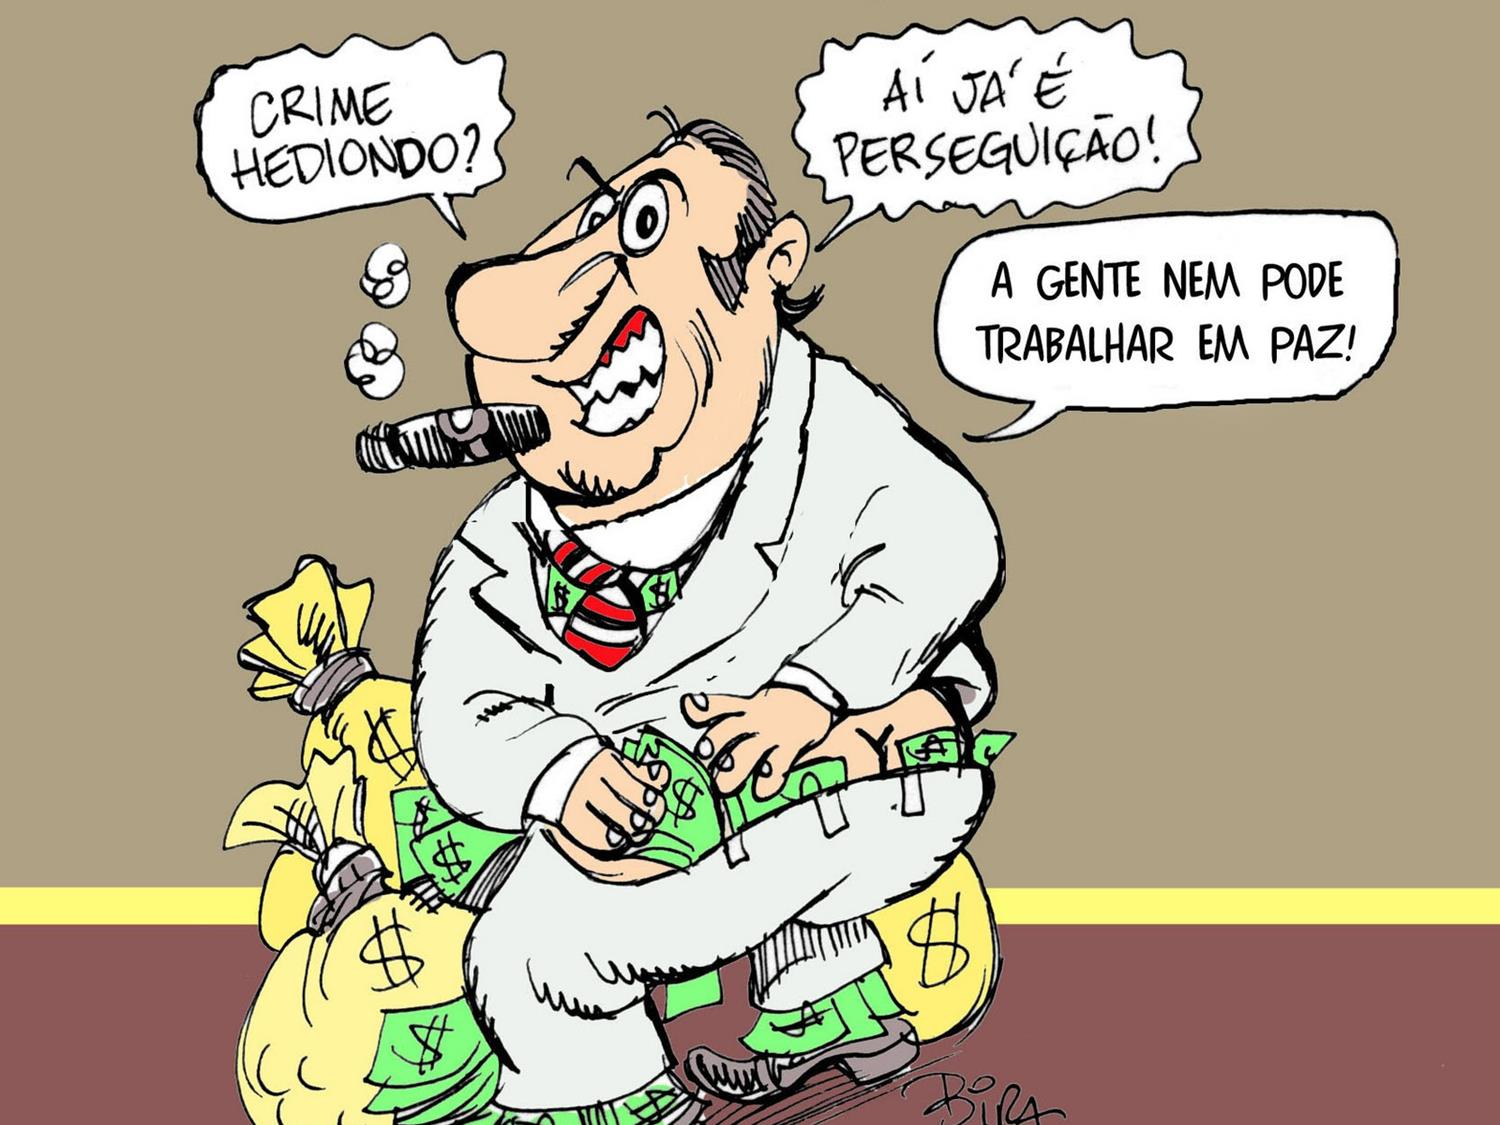 CRIME
HEDIONDO?
AÍ JÁ É
PERSEGUIÇÃO!
A GENTE NEM PODE
TRABALHAR EM PAZ!
$
$
$
$
$
$
$
$
$
$
BIRA